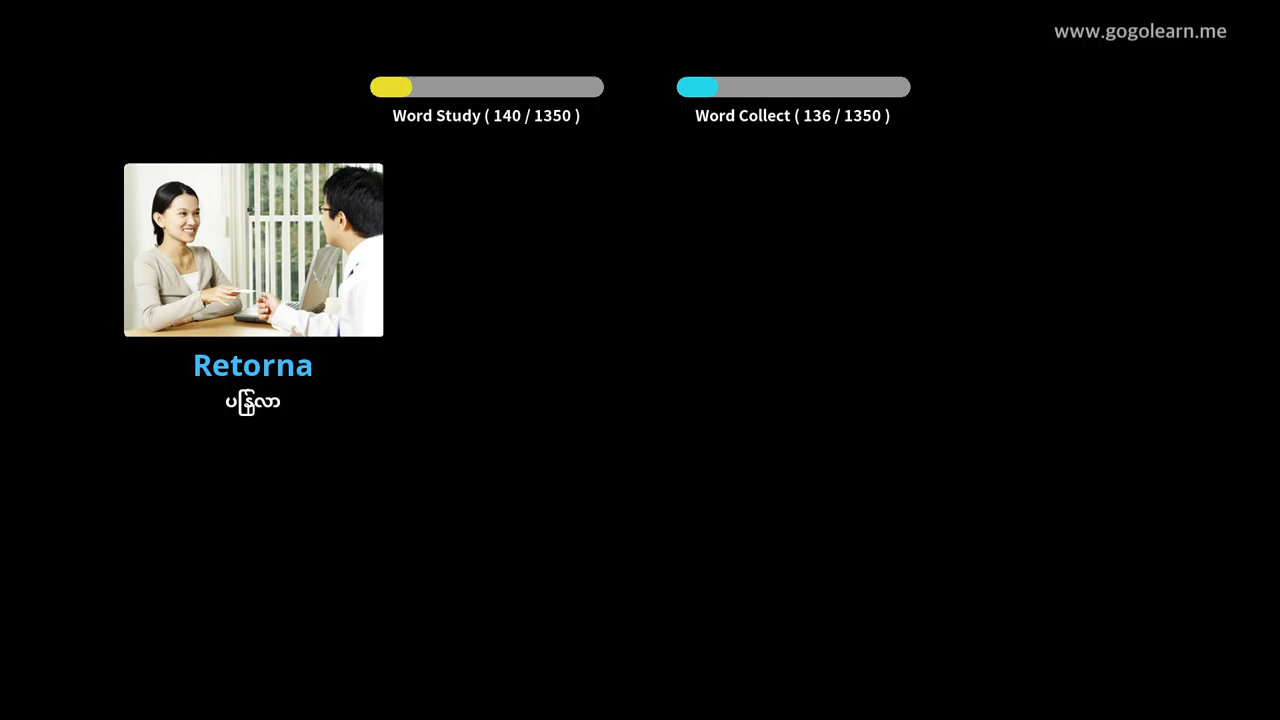 www.gogolearn.me
Word Study ( 140 / 1350 )
Word Collect ( 136 / 1350 )
Retorna
ပြန်လာ